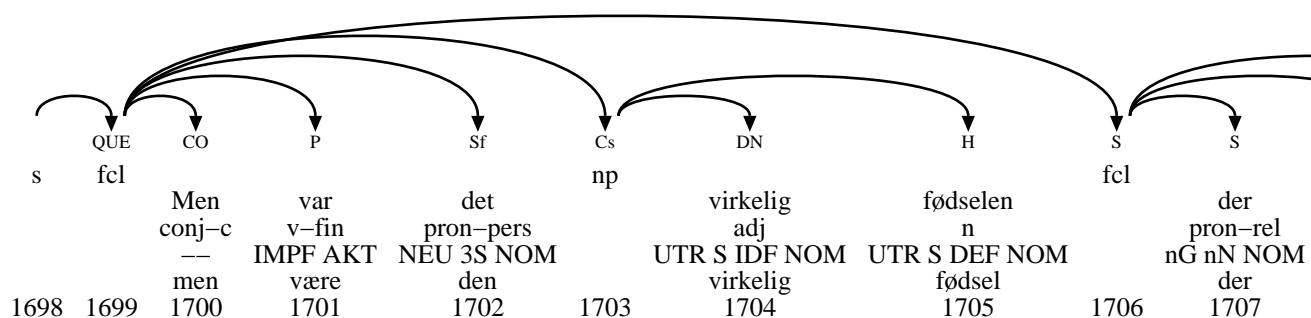 QUE CO P Sf Cs DN H S S
s fcl np fcl
Men var det virkelig fødselen der
conj−c v−fin pron−pers adj n pron−rel
−− IMPF AKT NEU 3S NOM UTR S IDF NOM UTR S DEF NOM nG nN NOM
men være den virkelig fødsel der
1698 1699 1700 1701 1702 1703 1704 1705 1706 1707